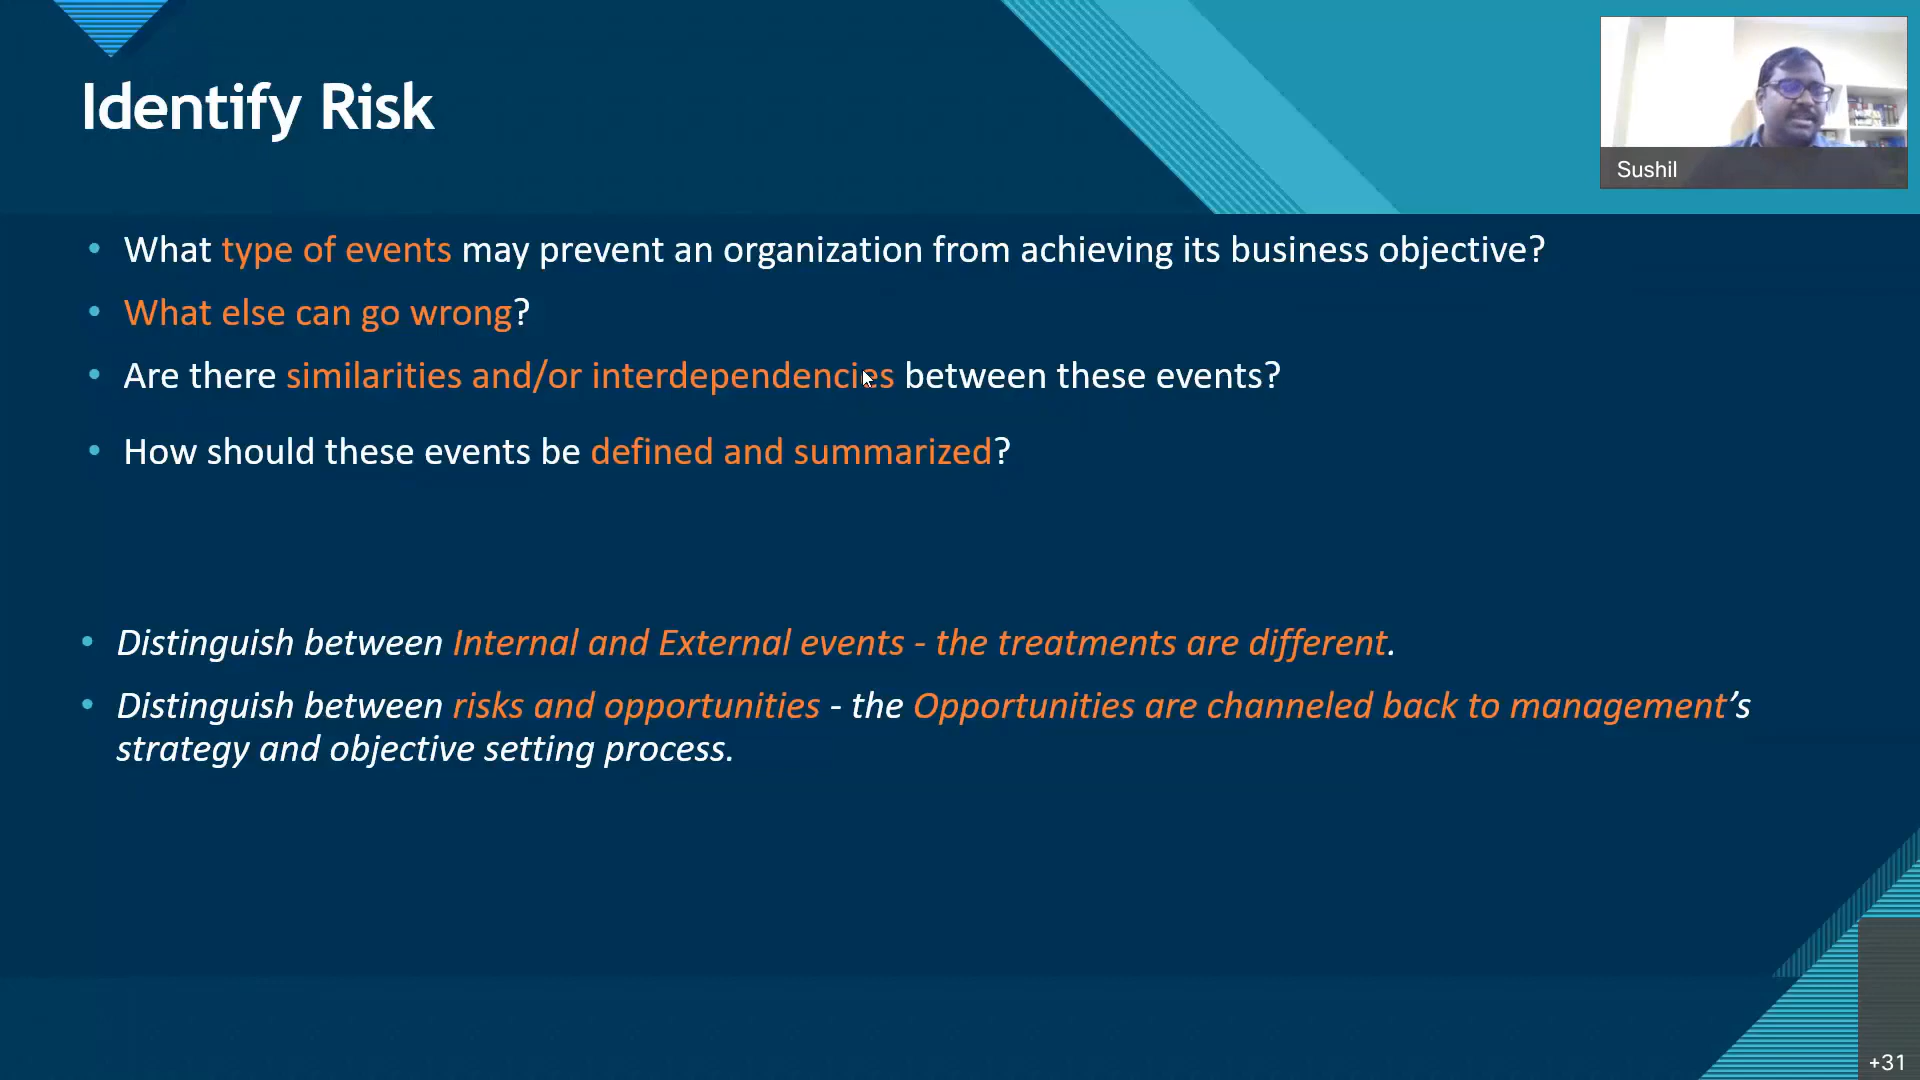 Identify Risk
Sushil
• What type of events may prevent an organization from achieving its business objective?
• What else can go wrong?
• Are there similarities and/or interdependencies between these events?
• How should these events be defined and summarized?
• Distinguish between Internal and External events - the treatments are different.
• Distinguish between risks and opportunities - the Opportunities are channeled back to management’s
strategy and objective setting process.
+31